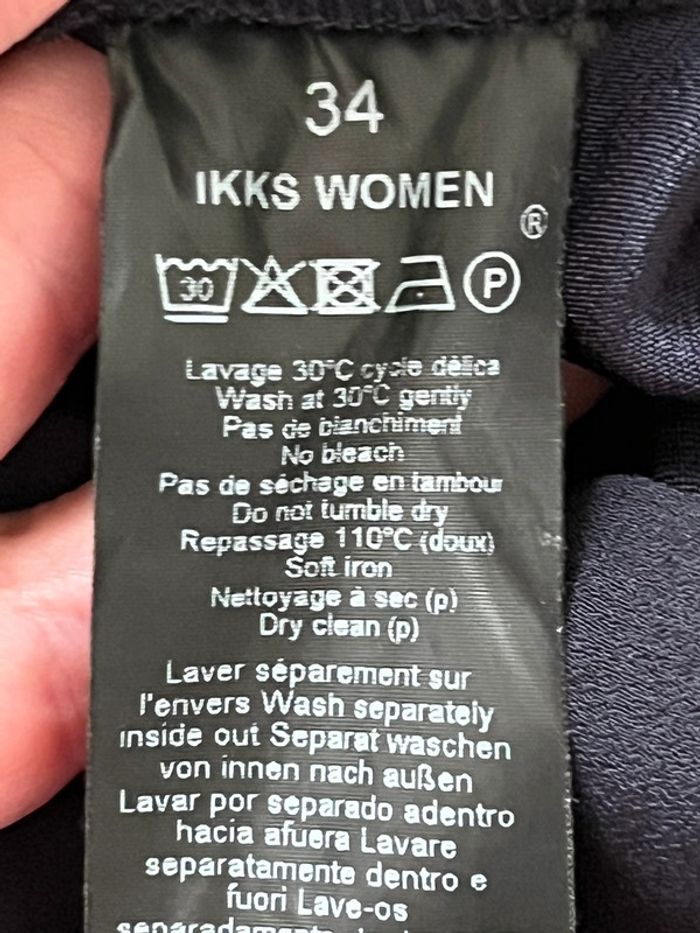 34
IKKS WOMEN
®
30 P
Lavage 30°C cycle délica
Wash at 30°C gently
Pas de blanchiment
No bleach
Pas de séchage en tambour
Do not tumble dry
Repassage 110°C (doux)
Soft iron
Nettoyage à sec (p)
Dry clean (p)
Laver séparement sur
l'envers Wash separately
inside out Separat waschen
von innen nach außen
Lavar por separado adentro
hacia afuera Lavare
separatamente dentro e
fuori Lave-os